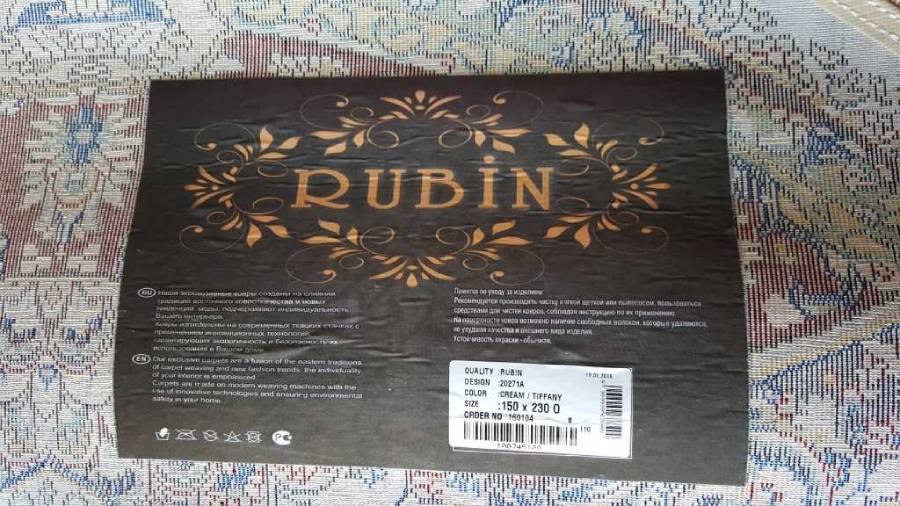 RUBİN
RU Наши эксклюзивные ковры созданы на слиянии
традиций восточного ковроткачества и новых
тенденций моды, подчеркивают индивидуальность
Вашего интерьера.
Ковры изготовлены на современных ткацких станках с
применением инновационных технологий,
гарантирующих экологичность и безопасность их
использования в Вашем доме.
EN Our exclusive carpets are a fusion of the eastern traditions
of carpet weaving and new fashion trends, the individuality
of your interior is emphasized.
Carpets are made on modern weaving machines with the
use of innovative technologies and ensuring environmental
safety in your home.
Памятка по уходу за изделием:
Рекомендуется производить чистку мягкой щеткой или пылесосом, пользоваться
средствами для чистки ковров, соблюдая инструкцию по их применению.
на поверхности ковра возможно наличие свободных волокон, которые удаляются,
не ухудшая качества и внешнего вида изделия.
Устойчивость окраски - обычная.
QUALITY :RUBIN
DESIGN :20271A
COLOR :CREAM / TIFFANY
SIZE :150 x 230 O
ORDER NO :160104